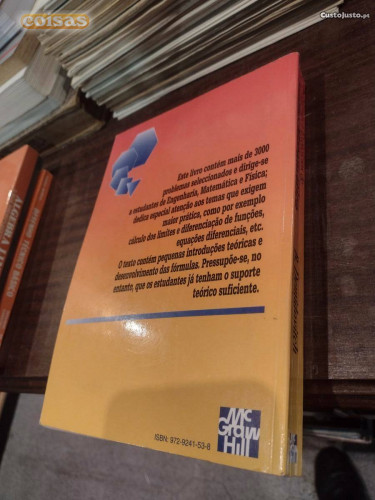 coisas
CustoJusto.pt
Este livro contém mais de 3000
problemas seleccionados e dirige-se
a estudantes de Engenharia, Matemática e Física;
dedica especial atenção aos temas que exigem
maior prática, como por exemplo
cálculo dos limites e diferenciação de funções,
equações diferenciais, etc.
O texto contém pequenas introduções teóricas e
desenvolvimento das fórmulas. Pressupõe-se, no
entanto, que os estudantes já tenham o suporte
teórico suficiente.
ISBN: 972-9241-53-8
Mc
Graw
Hill